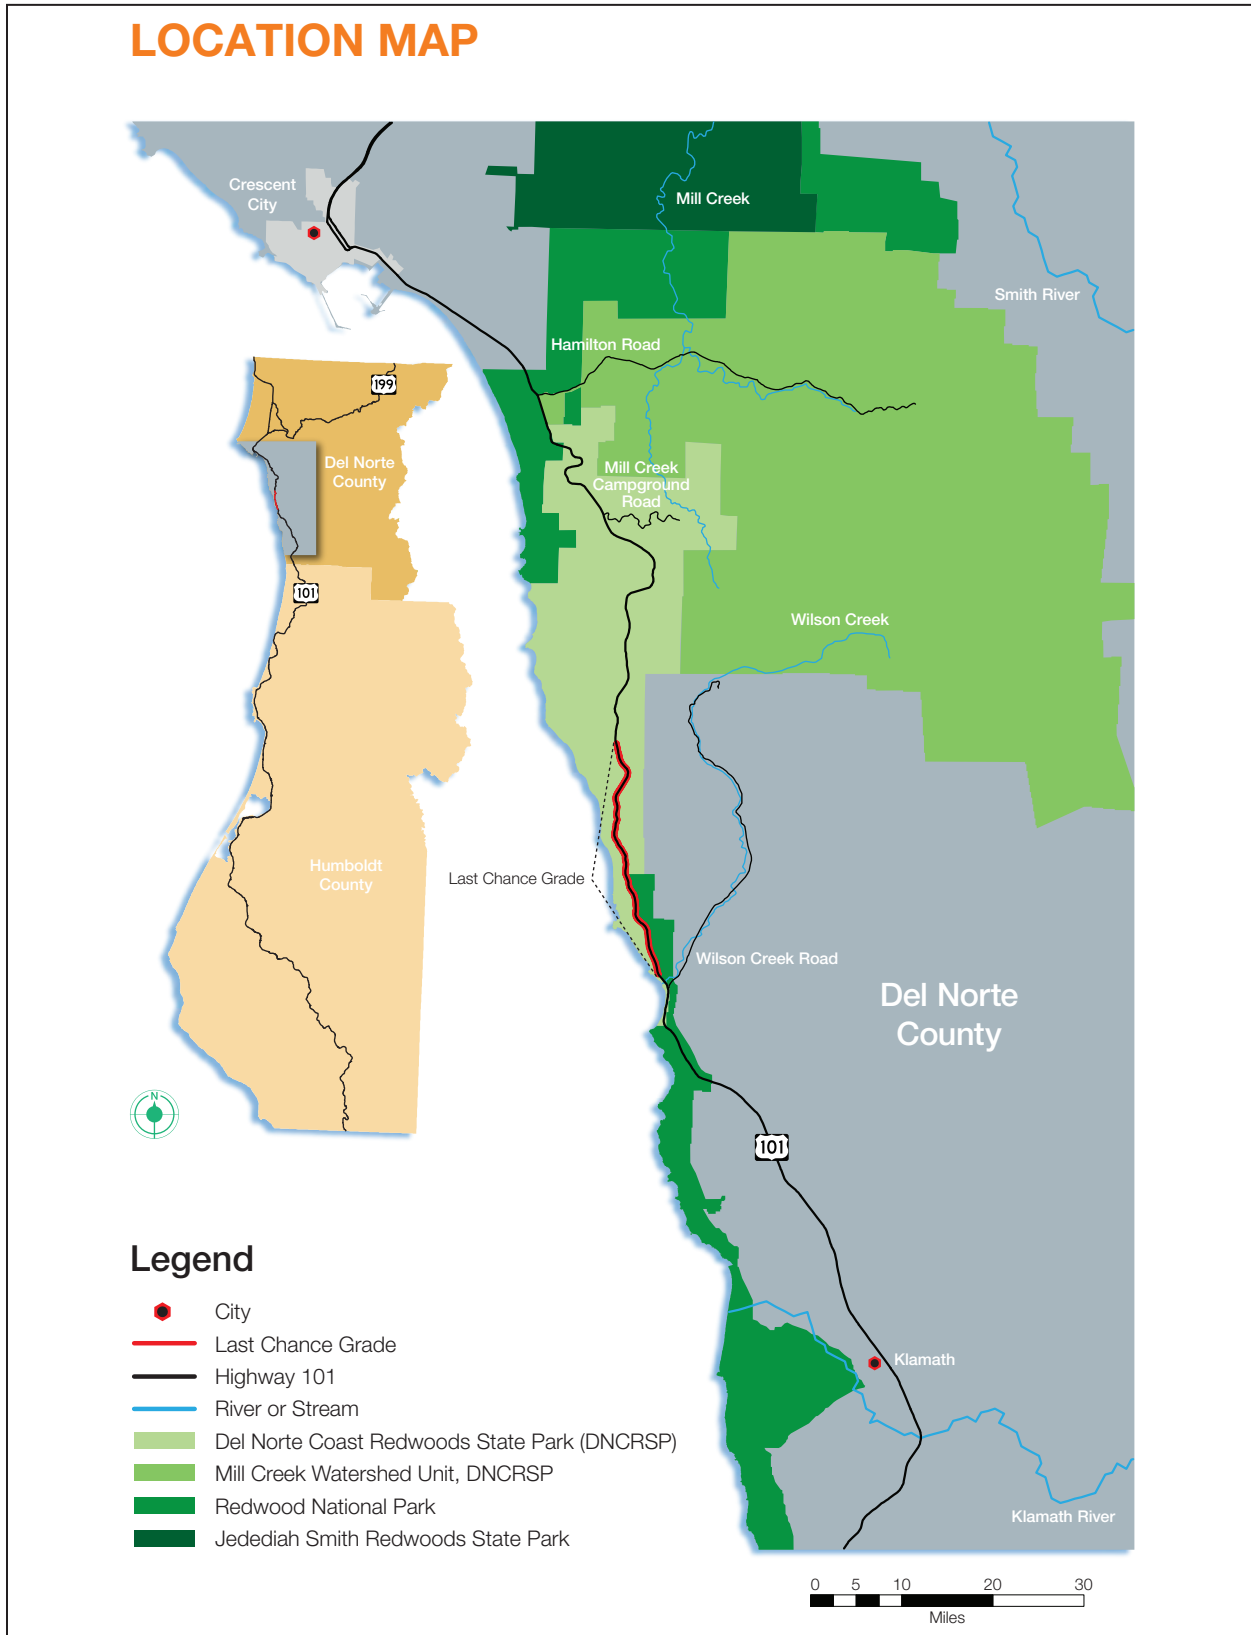 LOCATION MAP
Crescent
City
Mill Creek
Smith River
Hamilton Road
199
Del Norte
County
Mill Creek
Campground
Road
101
Wilson Creek
Humboldt
County
Last Chance Grade
Wilson Creek Road
Del Norte
County
N
101
Klamath
Klamath River
Legend
City
Last Chance Grade
Highway 101
River or Stream
Del Norte Coast Redwoods State Park (DNCRSP)
Mill Creek Watershed Unit, DNCRSP
Redwood National Park
Jedediah Smith Redwoods State Park
0 5 10 20 30
Miles